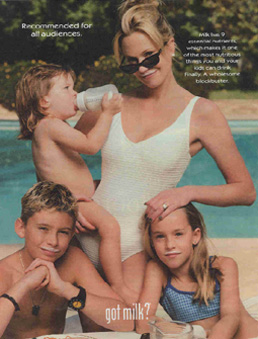 Recommended for
all audiences.
Milk has 9
essential nutrients,
which makes it one
of the most nutritious
things you and your
kids can drink.
Finally. A wholesome
blockbuster.
got milk?